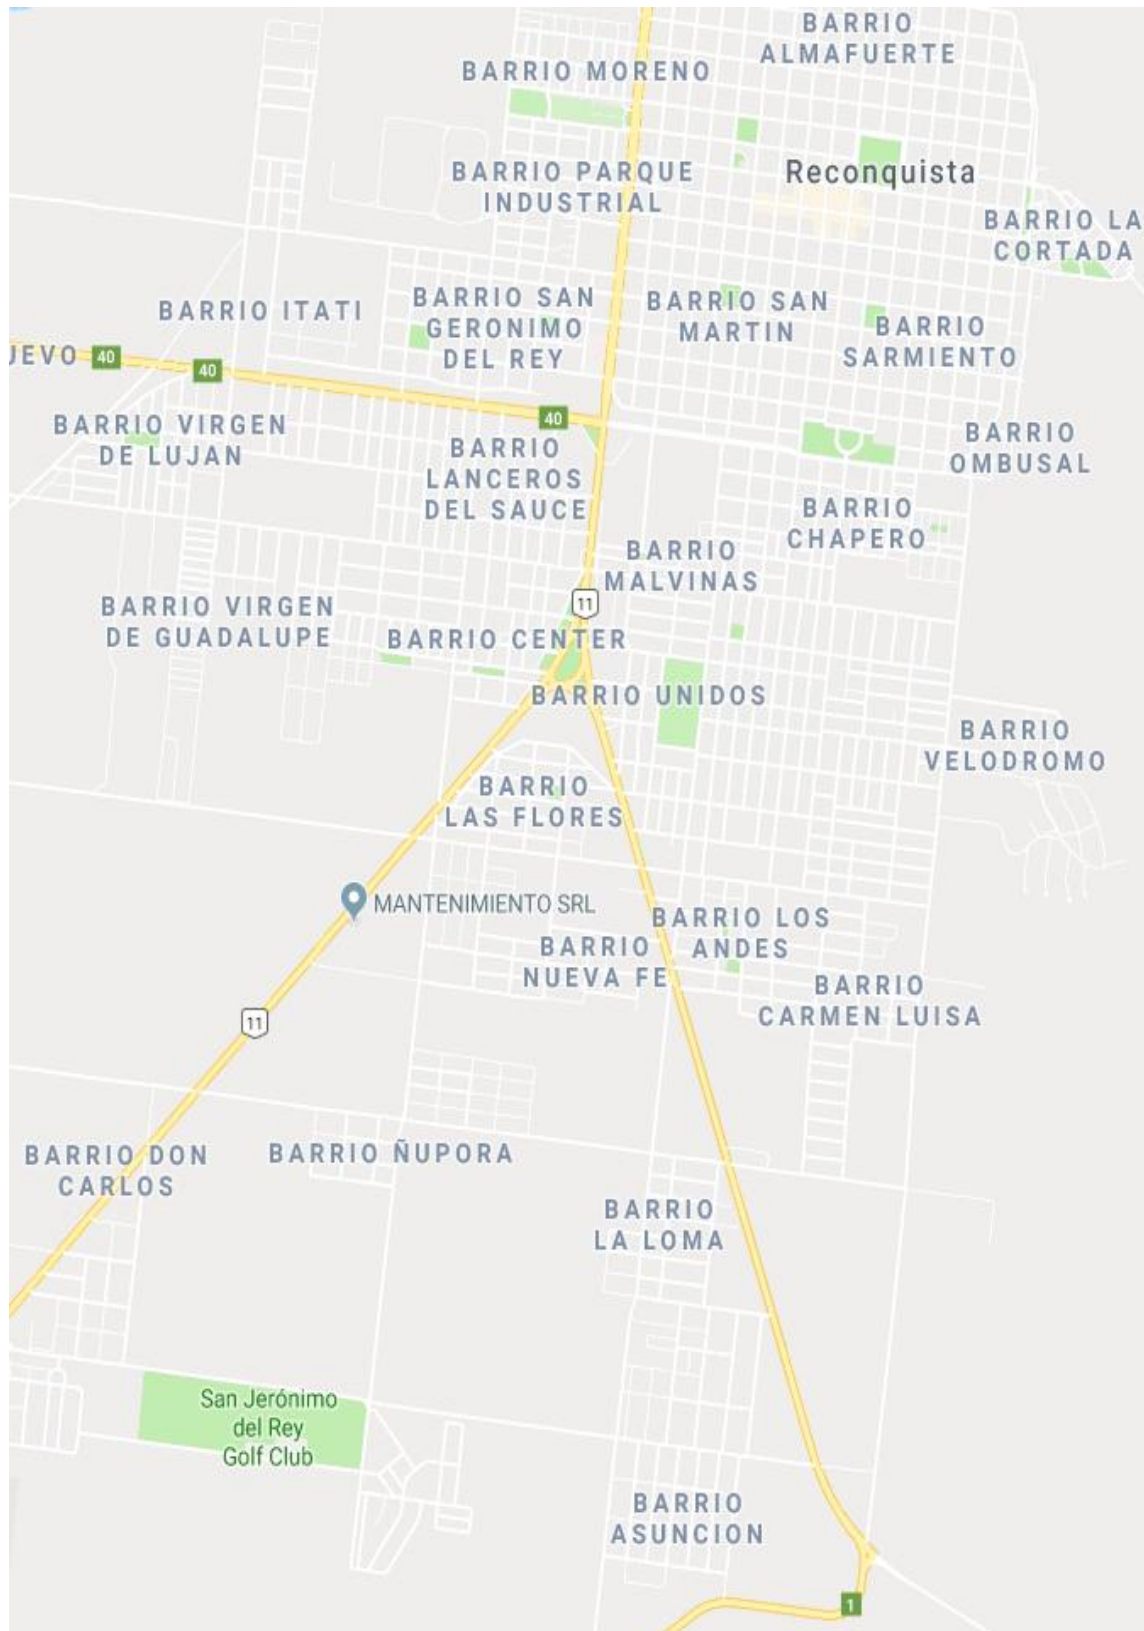 BARRIO
ALMAFUERTE
BARRIO MORENO
BARRIO PARQUE
INDUSTRIAL
Reconquista
BARRIO LA
CORTADA
BARRIO ITATI
BARRIO SAN
GERONIMO
DEL REY
BARRIO SAN
MARTIN
BARRIO
SARMIENTO
UEVO
40
40
40
BARRIO VIRGEN
DE LUJAN
BARRIO
LANCEROS
DEL SAUCE
BARRIO
OMBUSAL
BARRIO
CHAPERO
BARRIO
MALVINAS
11
BARRIO VIRGEN
DE GUADALUPE
BARRIO CENTER
BARRIO UNIDOS
BARRIO
VELODROMO
BARRIO
LAS FLORES
MANTENIMIENTO SRL
BARRIO LOS
ANDES
BARRIO
NUEVA FE
BARRIO
CARMEN LUISA
11
BARRIO DON
CARLOS
BARRIO ÑUPORA
BARRIO
LA LOMA
San Jerónimo
del Rey
Golf Club
BARRIO
ASUNCION
1